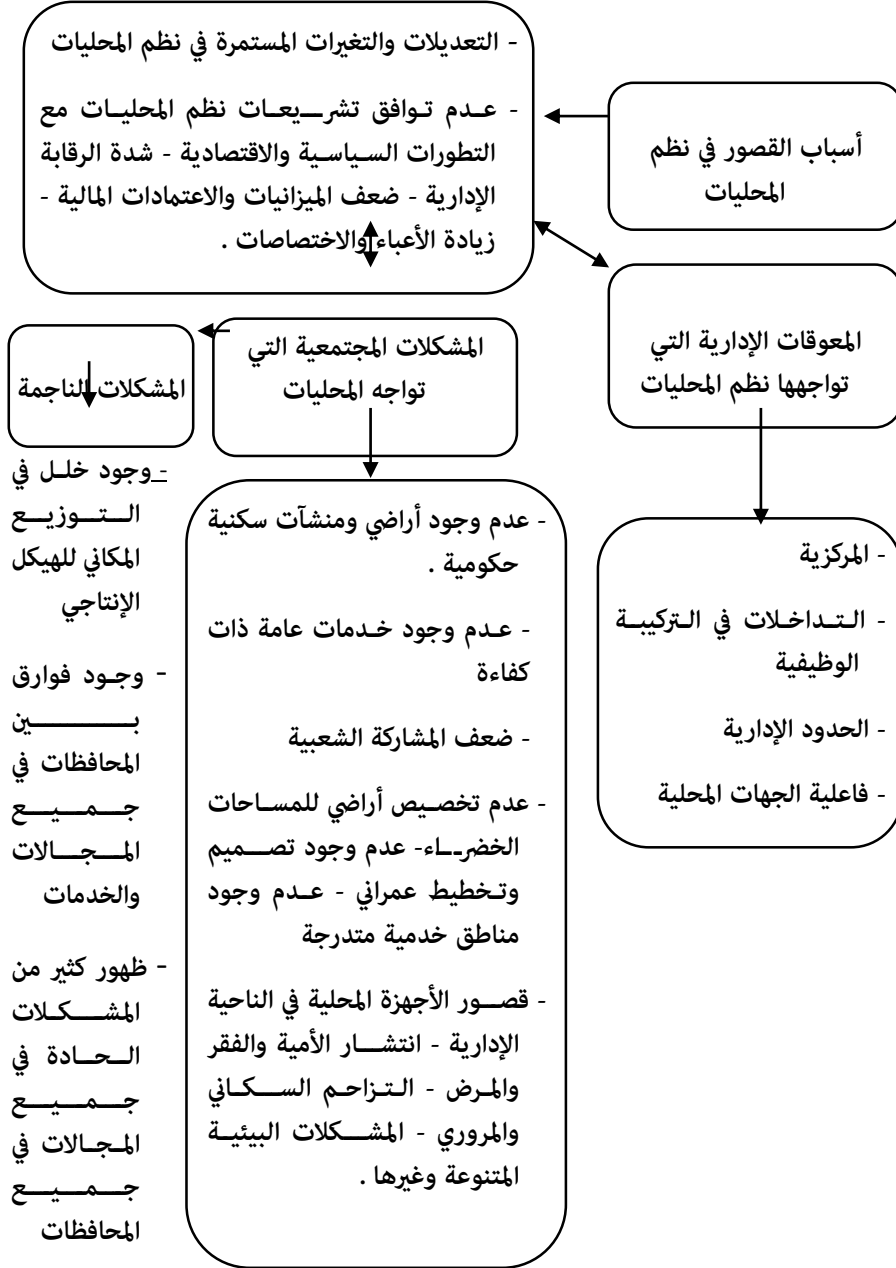 - التعديلات والتغيرات المستمرة في نظم المحليات
- عدم توافق تشريعات نظم المحليات مع
التطورات السياسية والاقتصادية - شدة الرقابة
الإدارية - ضعف الميزانيات والاعتمادات المالية -
زيادة الأعباء والاختصاصات .
أسباب القصور في نظم
المحليات
المعوقات الإدارية التي
تواجهها نظم المحليات
المشكلات المجتمعية التي
تواجه المحليات
المشكلات الناجمة
- المركزية
- التداخلات في التركيبة
الوظيفية
- الحدود الإدارية
- فاعلية الجهات المحلية
- عدم وجود أراضي ومنشآت سكنية
حكومية .
- عدم وجود خدمات عامة ذات
كفاءة
- ضعف المشاركة الشعبية
- عدم تخصيص أراضي للمساحات
الخضراء- عدم وجود تصميم
وتخطيط عمراني - عدم وجود
مناطق خدمية متدرجة
- قصور الأجهزة المحلية في الناحية
الإدارية - انتشار الأمية والفقر
والمرض - التزاحم السكاني
والمروري - المشكلات البيئية
المتنوعة وغيرها .
- وجود خلل في
التوزيع
المكاني للهيكل
الإنتاجي
- وجود فوارق
بين
المحافظات في
جميع
المجالات
والخدمات
- ظهور كثير من
المشكلات
الحادة في
جميع
المجالات في
جميع
المحافظات